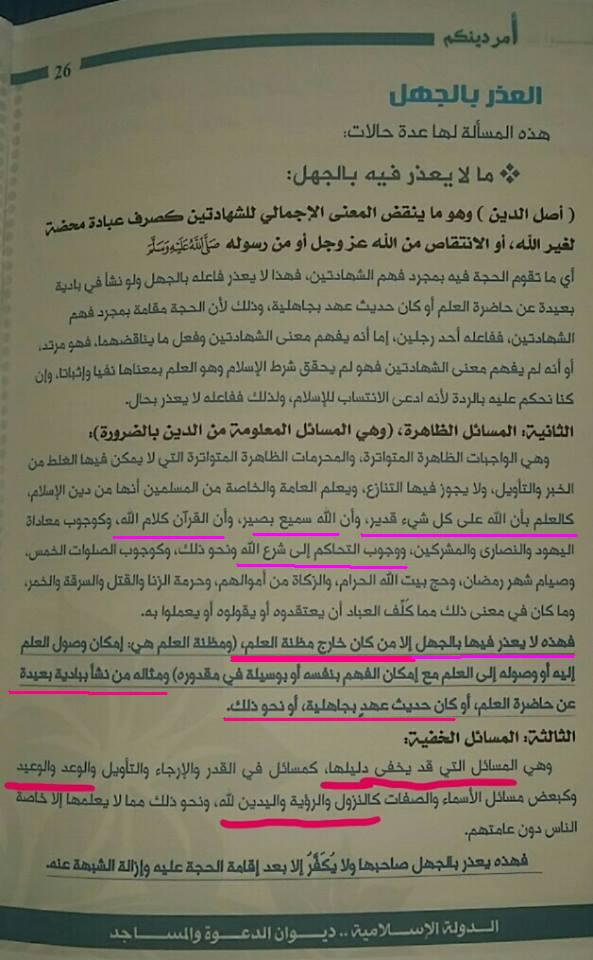 أمر دينكم
26
العذر بالجهل
هذه المسألة لها عدة حالات:
❖ ما لا يعذر فيه بالجهل:
( أصل الدين ) وهو ما ينقض المعنى الإجمالي للشهادتين كصرف عبادة محضة
لغير الله، أو الانتقاص من الله عز وجل أو من رسوله ﷺ
أي ما تقوم الحجة فيه بمجرد فهم الشهادتين، فهذا لا يعذر فاعله بالجهل ولو نشأ في بادية
بعيدة عن حاضرة العلم أو كان حديث عهد بجاهلية، وذلك لأن الحجة مقامة بمجرد فهم
الشهادتين، ففاعله أحد رجلين، إما أنه يفهم معنى الشهادتين وفعل ما يناقضهما، فهو مرتد،
أو أنه لم يفهم معنى الشهادتين فهو لم يحقق شرط الإسلام وهو العلم بمعناها نفيا وإثباتا، وإن
كنا نحكم عليه بالردة لأنه ادعى الانتساب للإسلام، ولذلك ففاعله لا يعذر بحال.
الثانية: المسائل الظاهرة، (وهي المسائل المعلومة من الدين بالضرورة):
وهي الواجبات الظاهرة المتواترة، والمحرمات الظاهرة المتواترة التي لا يمكن فيها الغلط من
الخبر والتأويل، ولا يجوز فيها التنازع، ويعلم العامة والخاصة من المسلمين أنها من دين الإسلام،
كالعلم بأن الله على كل شيء قدير، وأن الله سميع بصير، وأن القرآن كلام الله، وكوجوب معاداة
اليهود والنصارى والمشركين، ووجوب التحاكم إلى شرع الله ونحو ذلك، وكوجوب الصلوات الخمس،
وصيام شهر رمضان، وحج بيت الله الحرام، والزكاة من أموالهم، وحرمة الزنا والقتل والسرقة والخمر،
وما كان في معنى ذلك مما كلّف العباد أن يعتقدوه أو يقولوه أو يعملوا به.
فهذه لا يعذر فيها بالجهل إلا من كان خارج مظنة العلم، (ومظنة العلم هي: إمكان وصول العلم
إليه أو وصوله إلى العلم مع إمكان الفهم بنفسه أو بوسيلة في مقدوره) ومثاله من نشأ ببادية بعيدة
عن حاضرة العلم، أو كان حديث عهدٍ بجاهلية، أو نحو ذلك.
الثالثة: المسائل الخفية:
وهي المسائل التي قد يخفى دليلها، كمسائل في القدر والإرجاء والتأويل والوعد والوعيد
وكبعض مسائل الأسماء والصفات كالنزول والرؤية واليدين لله، ونحو ذلك مما لا يعلمها إلا خاصة
الناس دون عامتهم.
فهذه يعذر بالجهل صاحبها ولا يُكفَّرُ إلا بعد إقامة الحجة عليه وإزالة الشبهة عنه.
الدولة الإسلامية .. ديوان الدعوة والمساجد